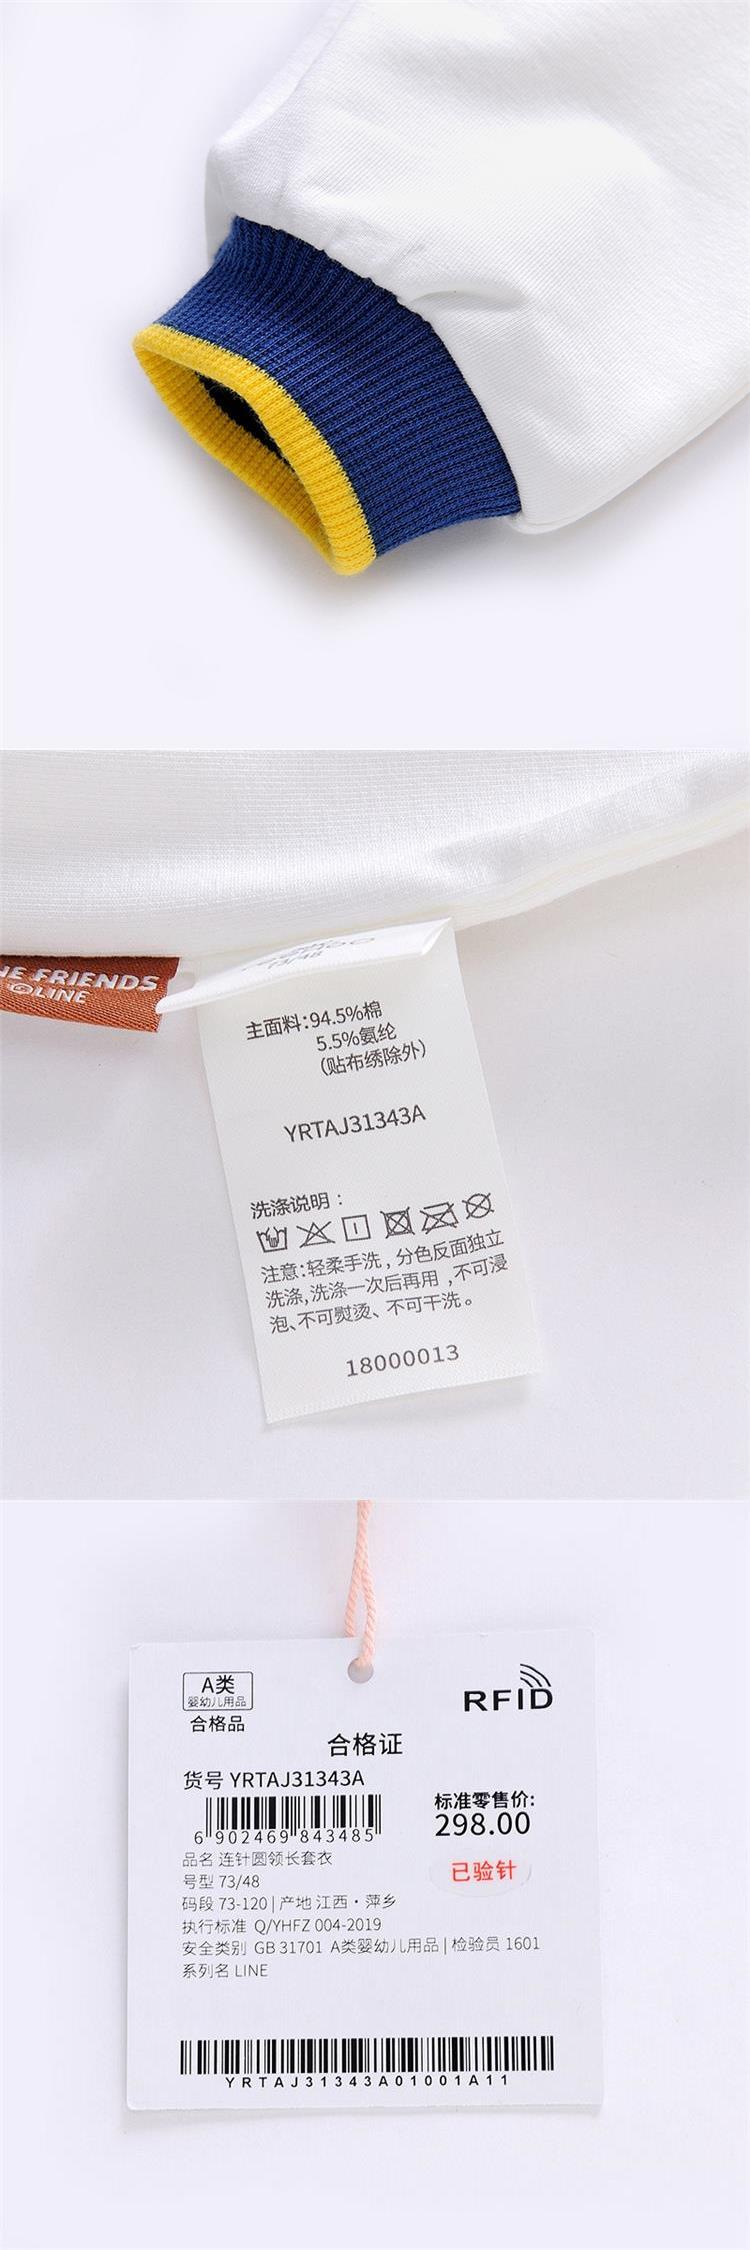 NE FRIENDS
©LINE
73/48
主面料:94.5%棉
5.5%氨纶
(贴布绣除外)
YRTAJ31343A
洗涤说明:
注意:轻柔手洗,分色反面独立
洗涤,洗涤一次后再用,不可浸
泡、不可熨烫、不可干洗。
18000013
A类
婴幼儿用品
合格品
RFID
合格证
货号 YRTAJ31343A
6 902469 843485
标准零售价:
298.00
已验针
品名 连针圆领长套衣
号型 73/48
码段 73-120 | 产地 江西·萍乡
执行标准 Q/YHFZ 004-2019
安全类别 GB 31701 A类婴幼儿用品 | 检验员 1601
系列名 LINE
YRTAJ31343A01001A11